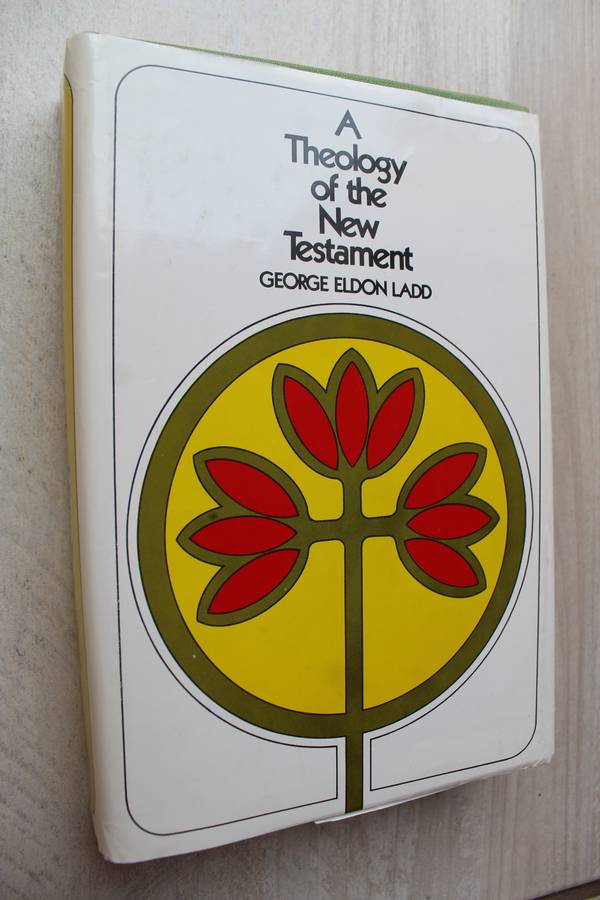 A
Theology
of the
New
Testament
GEORGE ELDON LADD